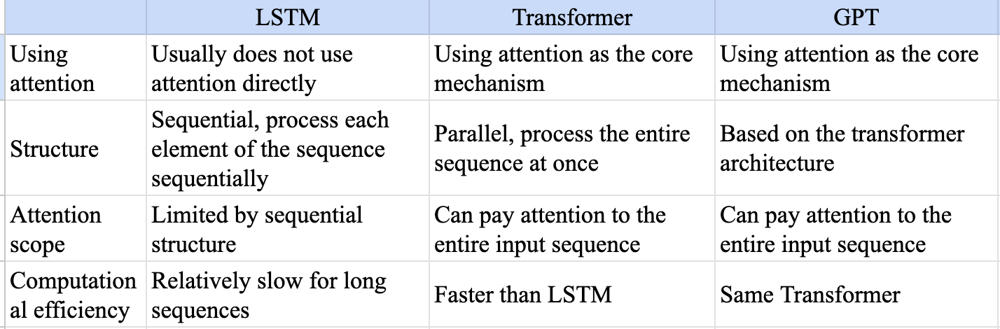 LSTM Transformer GPT
Using
attention
Usually does not use
attention directly
Using attention as the core
mechanism
Using attention as the core
mechanism
Structure
Sequential, process each
element of the sequence
sequentially
Parallel, process the entire
sequence at once
Based on the transformer
architecture
Attention
scope
Limited by sequential
structure
Can pay attention to the
entire input sequence
Can pay attention to the
entire input sequence
Computation
al efficiency
Relatively slow for long
sequences
Faster than LSTM
Same Transformer